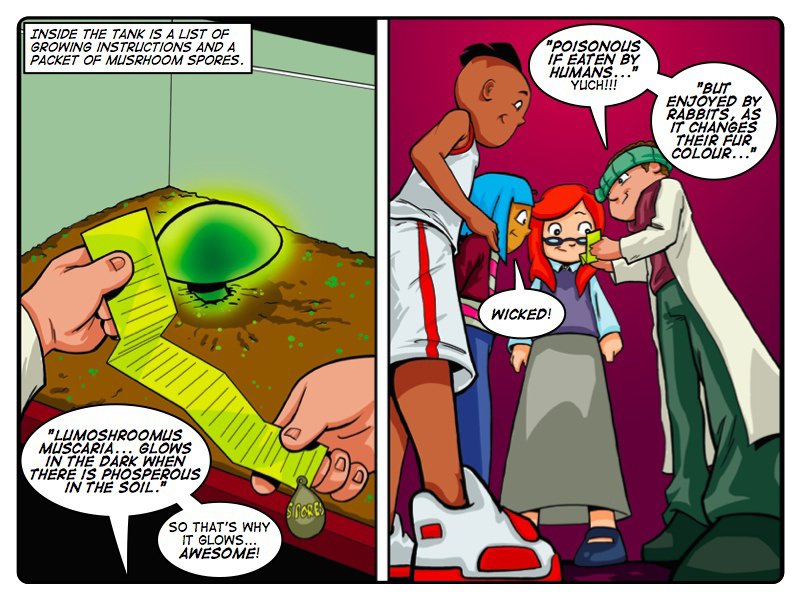 INSIDE THE TANK IS A LIST OF
GROWING INSTRUCTIONS AND A
PACKET OF MUSRHOOM SPORES.
"LUMOSHROOMUS
MUSCARIA... GLOWS
IN THE DARK WHEN
THERE IS PHOSPEROUS
IN THE SOIL."
SO THAT'S WHY
IT GLOWS...
AWESOME!
SPORES
"POISONOUS
IF EATEN BY
HUMANS..."
YUCH!!!
"BUT
ENJOYED BY
RABBITS, AS
IT CHANGES
THEIR FUR
COLOUR..."
WICKED!